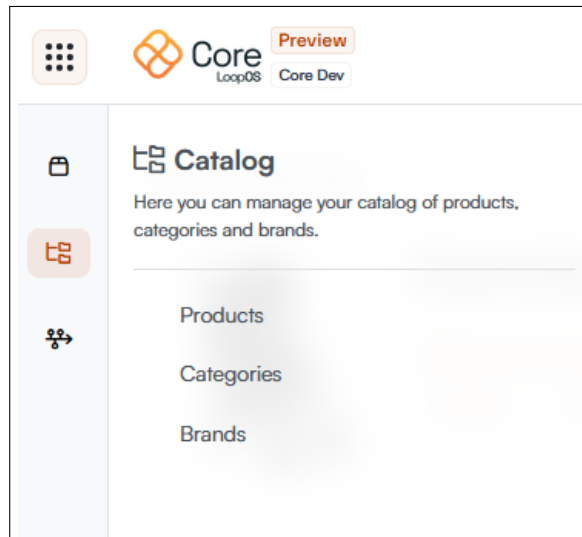 Core
LoopOS
Preview
Core Dev
Catalog
Here you can manage your catalog of products,
categories and brands.
Products
Categories
Brands